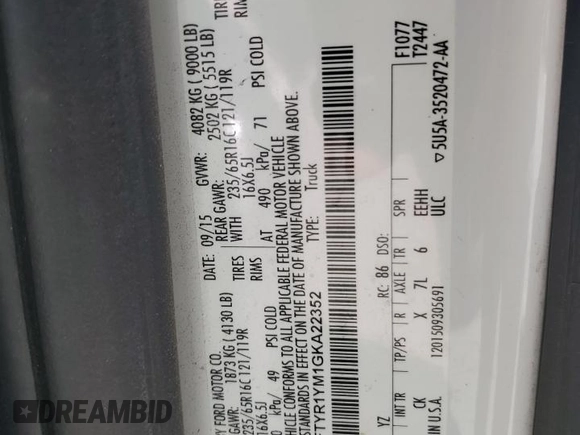 Y FORD MOTOR CO.
DATE: 09/15 GVWR: 4082 KG ( 9000 LB)
GAWR: 1873 KG ( 4130 LB) REAR GAWR: 2502 KG ( 5515 LB)
235/65R16C 121/119R TIRES WITH 235/65R16C 121/119R TIRES
16X6.5J RIMS 16X6.5J RIMS
kPa/ 49 PSI COLD AT 490 kPa/ 71 PSI COLD
VEHICLE CONFORMS TO ALL APPLICABLE FEDERAL MOTOR VEHICLE
STANDARDS IN EFFECT ON THE DATE OF MANUFACTURE SHOWN ABOVE.
FTYR1YM1GKA22352 TYPE: Truck
F1077
T2447
YZ RC: 86 DSO:
INT TR TP/PS R AXLE TR SPR
CK X 7L 6 EEHH
IN U.S.A. 1201509305691 ULC
▽5U5A-3520472-AA